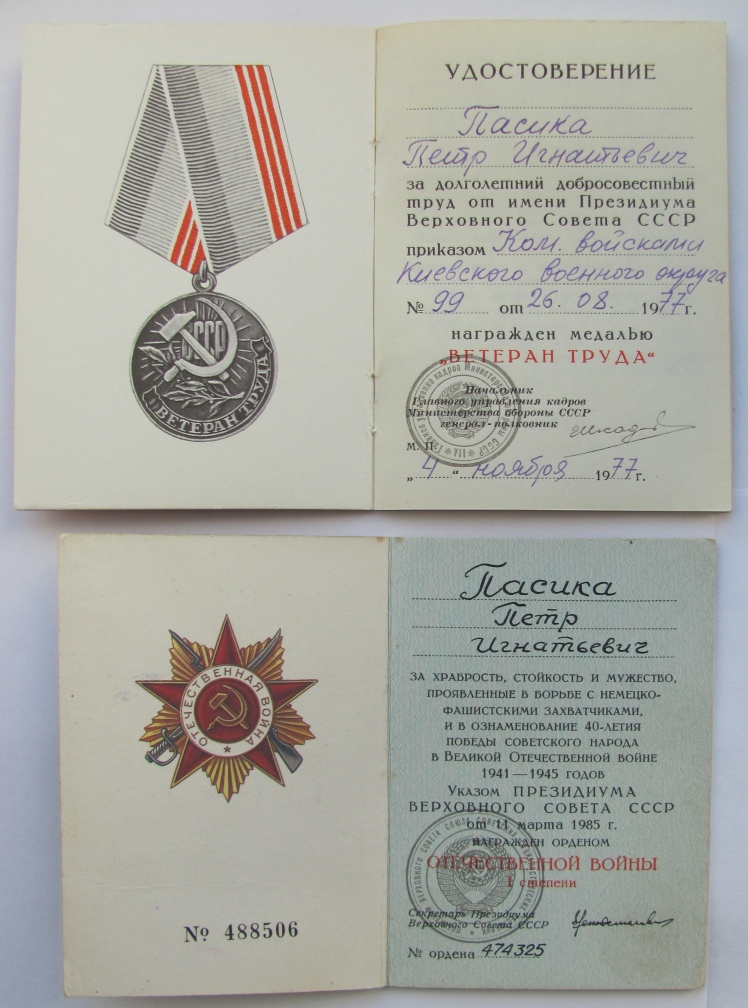 СССР
ВЕТЕРАН ТРУДА
УДОСТОВЕРЕНИЕ
Пасика
Петр Игнатьевич
за долголетний добросовестный
труд от имени Президиума
Верховного Совета СССР
приказом Ком. войсками
Киевского военного округа
№ 99 от 26. 08. 1977 г.
награжден медалью
„ВЕТЕРАН ТРУДА“
Начальник
Главного управления кадров
Министерства обороны СССР
генерал-полковник
М. П.
„4“ ноября 1977 г.
ОТЕЧЕСТВЕННАЯ ВОЙНА
№ 488506
Пасика
Петр
Игнатьевич
ЗА ХРАБРОСТЬ, СТОЙКОСТЬ И МУЖЕСТВО,
ПРОЯВЛЕННЫЕ В БОРЬБЕ С НЕМЕЦКО-
ФАШИСТСКИМИ ЗАХВАТЧИКАМИ,
И В ОЗНАМЕНОВАНИЕ 40-ЛЕТИЯ
ПОБЕДЫ СОВЕТСКОГО НАРОДА
В ВЕЛИКОЙ ОТЕЧЕСТВЕННОЙ ВОЙНЕ
1941—1945 ГОДОВ
УКАЗОМ ПРЕЗИДИУМА
ВЕРХОВНОГО СОВЕТА СССР
от 11 марта 1985 г.
НАГРАЖДЕН ОРДЕНОМ
ОТЕЧЕСТВЕННОЙ ВОЙНЫ
I степени
Секретарь Президиума
Верховного Совета СССР
№ ордена 474325